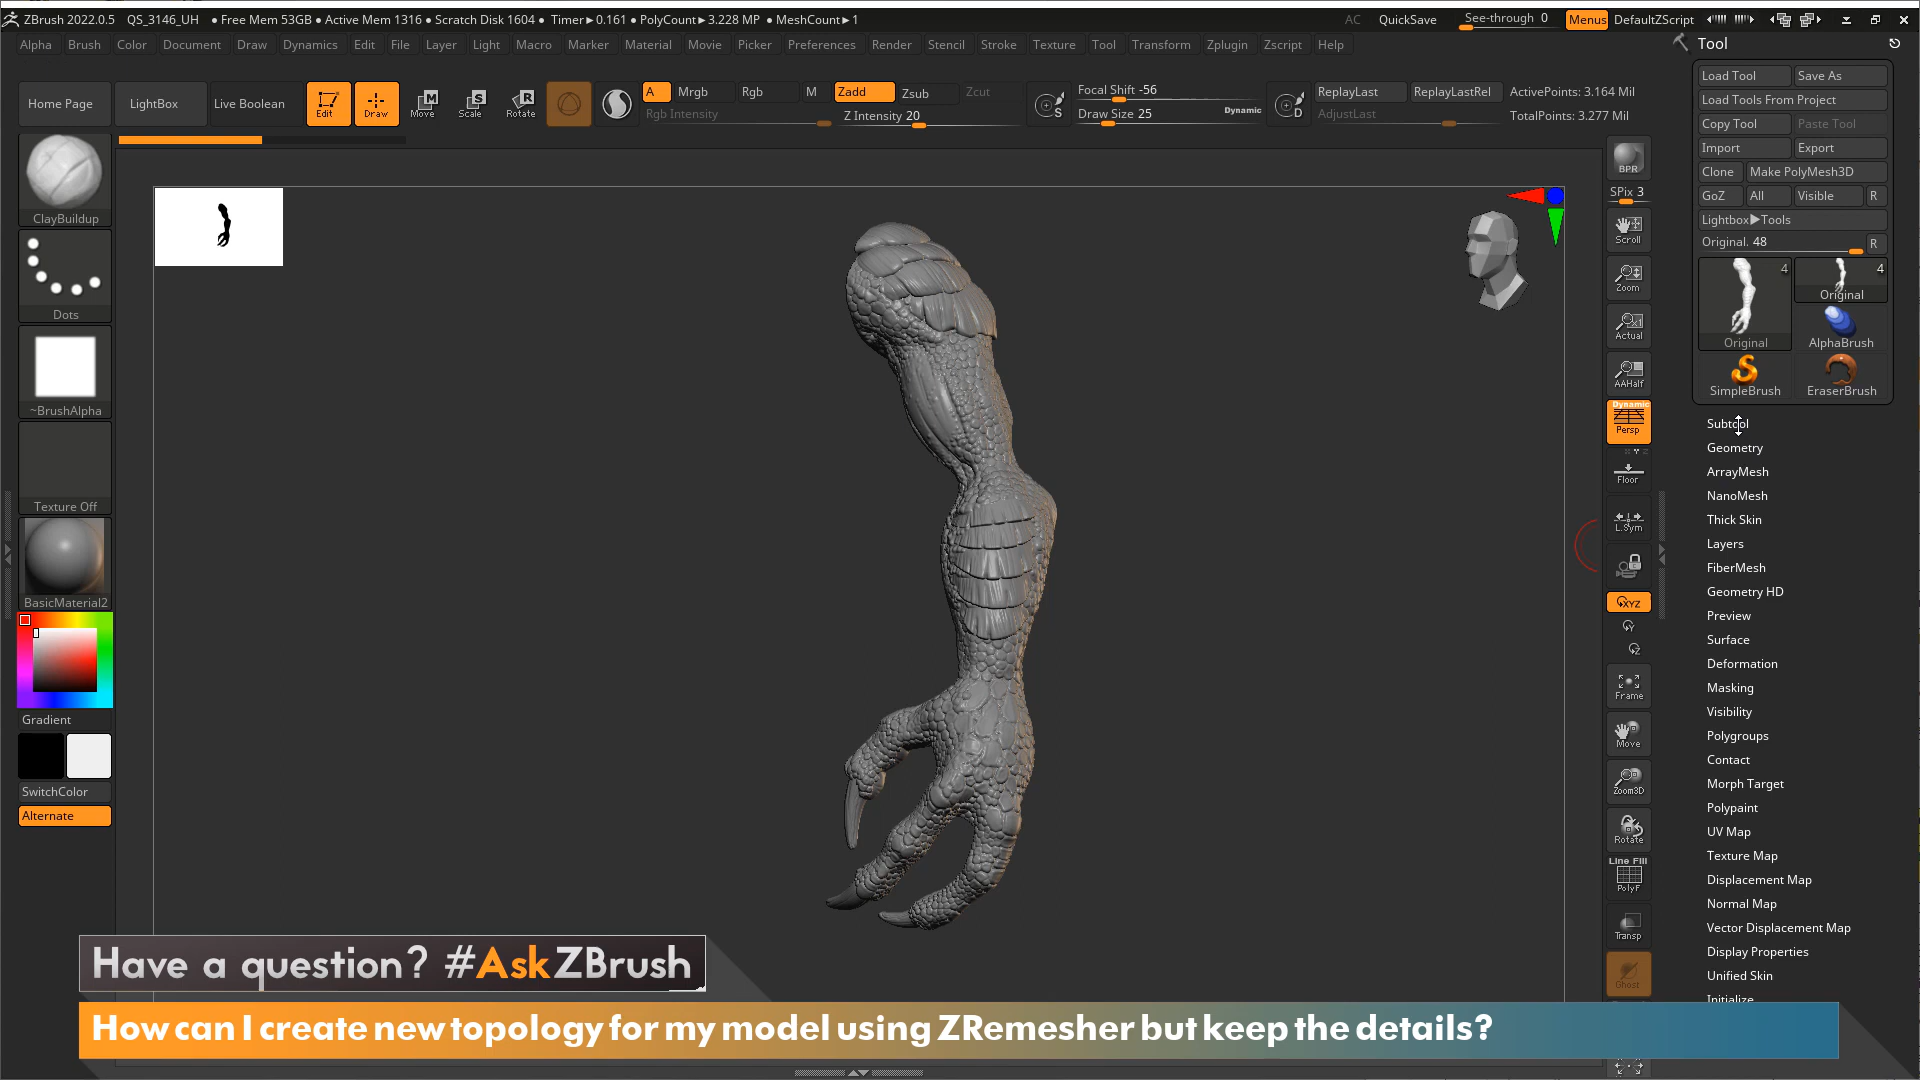 ZBrush 2022.0.5 QS_3146_UH • Free Mem 53GB • Active Mem 1316 • Scratch Disk 1604 • Timer▶0.161 • PolyCount▶3.228 MP • MeshCount▶1
AC QuickSave See-through 0 Menus DefaultZScript
Alpha Brush Color Document Draw Dynamics Edit File Layer Light Macro Marker Material Movie Picker Preferences Render Stencil Stroke Texture Tool Transform Zplugin Zscript Help
Tool
Home Page LightBox Live Boolean
Edit Draw Move Scale Rotate
A Mrgb Rgb M Zadd Zsub Zcut
Rgb Intensity Z Intensity 20
S Focal Shift -56
Draw Size 25 Dynamic
D ReplayLast ReplayLastRel
AdjustLast
ActivePoints: 3.164 Mil
TotalPoints: 3.277 Mil
ClayBuildup
Dots
~BrushAlpha
Texture Off
BasicMaterial2
Gradient
SwitchColor
Alternate
BPR
SPix 3
Scroll
Zoom
Actual
AAHalf
Dynamic
Persp
Floor
L.Sym
XYZ
Y
Z
Frame
Move
Zoom3D
Rotate
Line Fill
PolyF
Transp
Ghost
Load Tool Save As
Load Tools From Project
Copy Tool Paste Tool
Import Export
Clone Make PolyMesh3D
GoZ All Visible R
Lightbox▶Tools
Original. 48 R
4 4
Original
Original AlphaBrush
SimpleBrush EraserBrush
Subtool
Geometry
ArrayMesh
NanoMesh
Thick Skin
Layers
FiberMesh
Geometry HD
Preview
Surface
Deformation
Masking
Visibility
Polygroups
Contact
Morph Target
Polypaint
UV Map
Texture Map
Displacement Map
Normal Map
Vector Displacement Map
Display Properties
Unified Skin
Initialize
Have a question? #AskZBrush
How can I create new topology for my model using ZRemesher but keep the details?